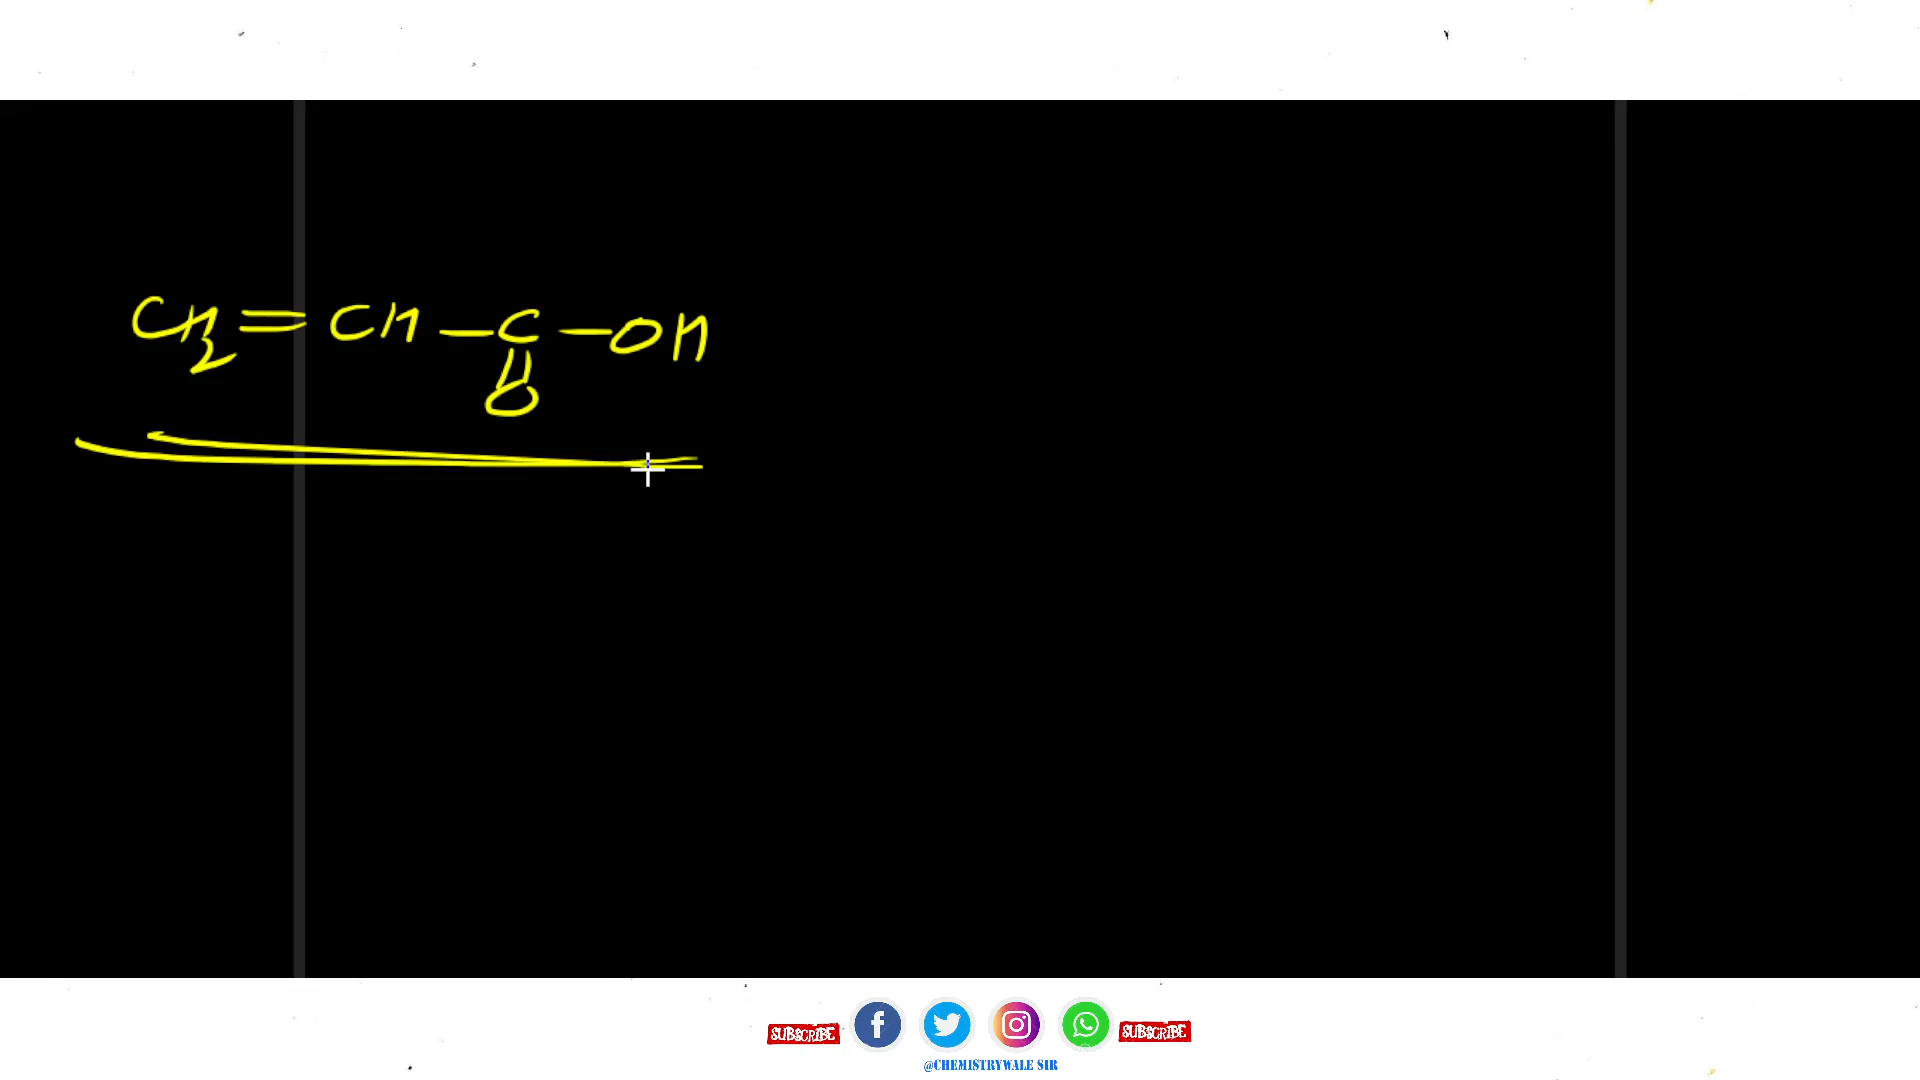 CH2=CH-C-OH
||
O
SUBSCRIBE SUBSCRIBE
@CHEMISTRYWALE SIR